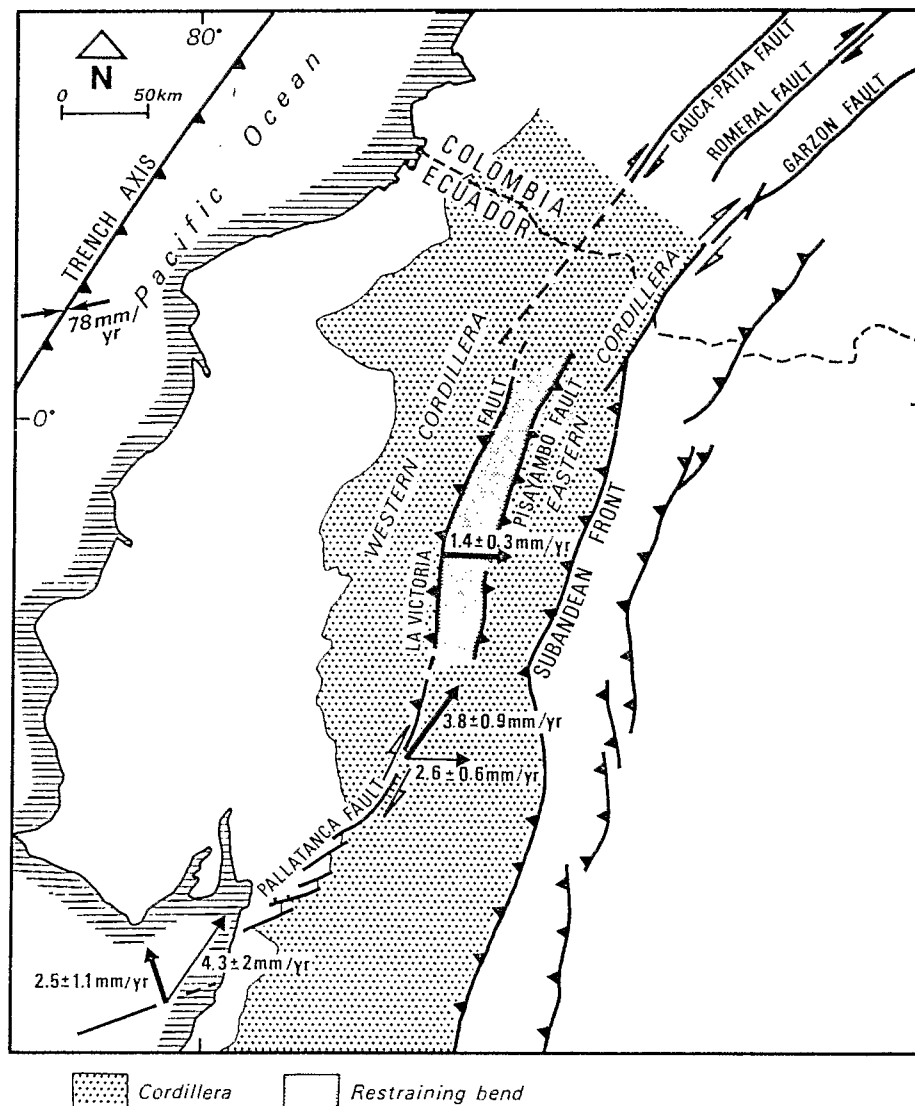 80°
N
0 50km
TRENCH AXIS
Pacific Ocean
78mm/
yr
COLOMBIA
ECUADOR
CAUCA-PATIA FAULT
ROMERAL FAULT
GARZON FAULT
0°
WESTERN CORDILLERA
EASTERN CORDILLERA
LA VICTORIA FAULT
PISAYAMBO FAULT
1.4±0.3mm/yr
SUBANDEAN FRONT
3.8±0.9mm/yr
2.6±0.6mm/yr
PALLATANCA FAULT
4.3±2mm/yr
2.5±1.1mm/yr
Cordillera
Restraining bend